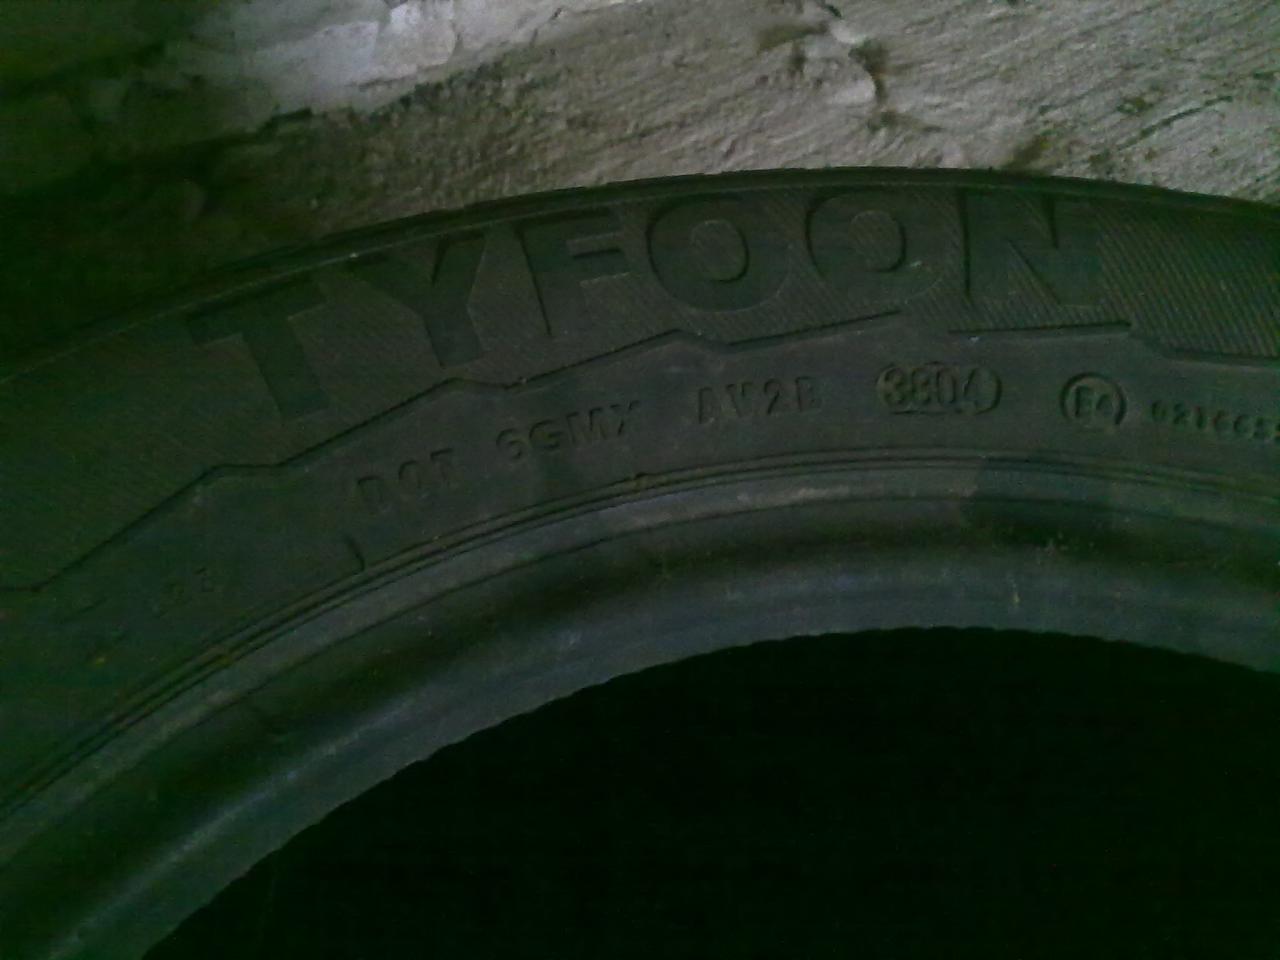 TYFOON
DOT 6GMX AV2B 3804 E4